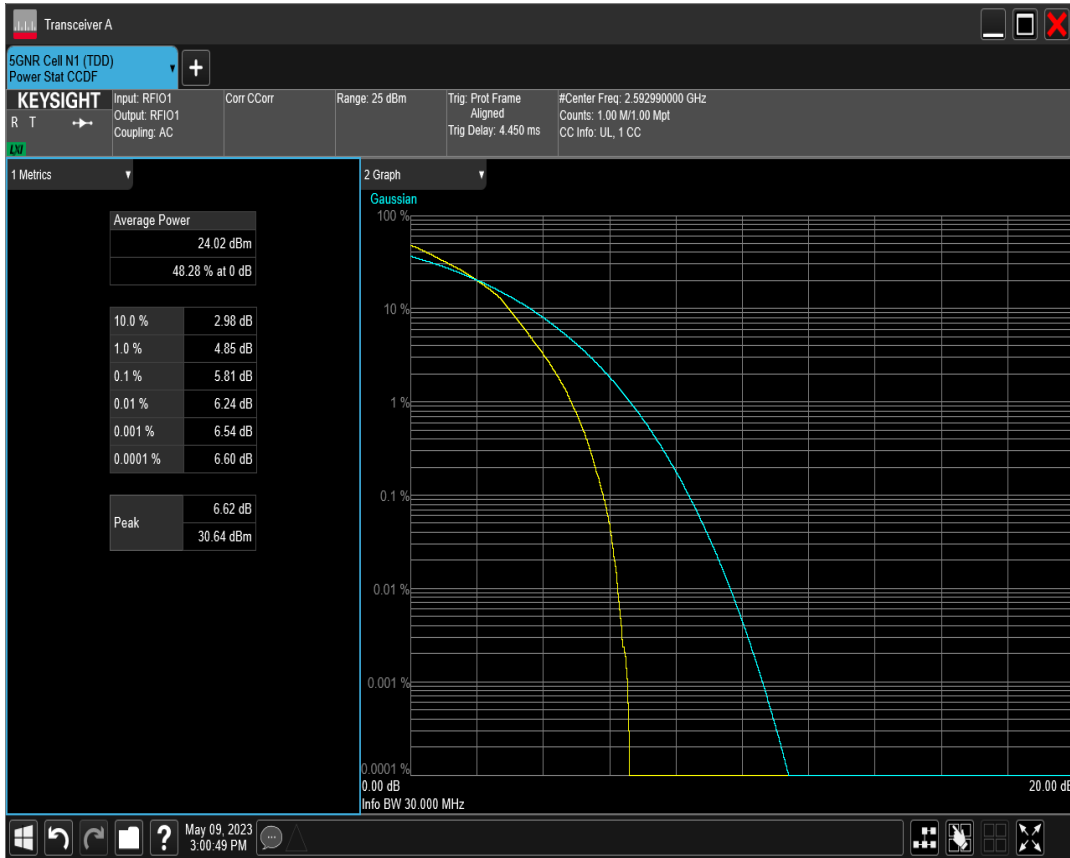 Transceiver A
5GNR Cell N1 (TDD)
Power Stat CCDF
KEYSIGHT
R T
LXI
Input: RFIO1
Output: RFIO1
Coupling: AC
Corr CCorr
Range: 25 dBm
Trig: Prot Frame
Aligned
Trig Delay: 4.450 ms
#Center Freq: 2.592990000 GHz
Counts: 1.00 M/1.00 Mpt
CC Info: UL, 1 CC
1 Metrics
Average Power
24.02 dBm
48.28 % at 0 dB
10.0 % 2.98 dB
1.0 % 4.85 dB
0.1 % 5.81 dB
0.01 % 6.24 dB
0.001 % 6.54 dB
0.0001 % 6.60 dB
Peak
6.62 dB
30.64 dBm
2 Graph
Gaussian
100 %
10 %
1 %
0.1 %
0.01 %
0.001 %
0.0001 %
0.00 dB 20.00 dB
Info BW 30.000 MHz
?
May 09, 2023
3:00:49 PM